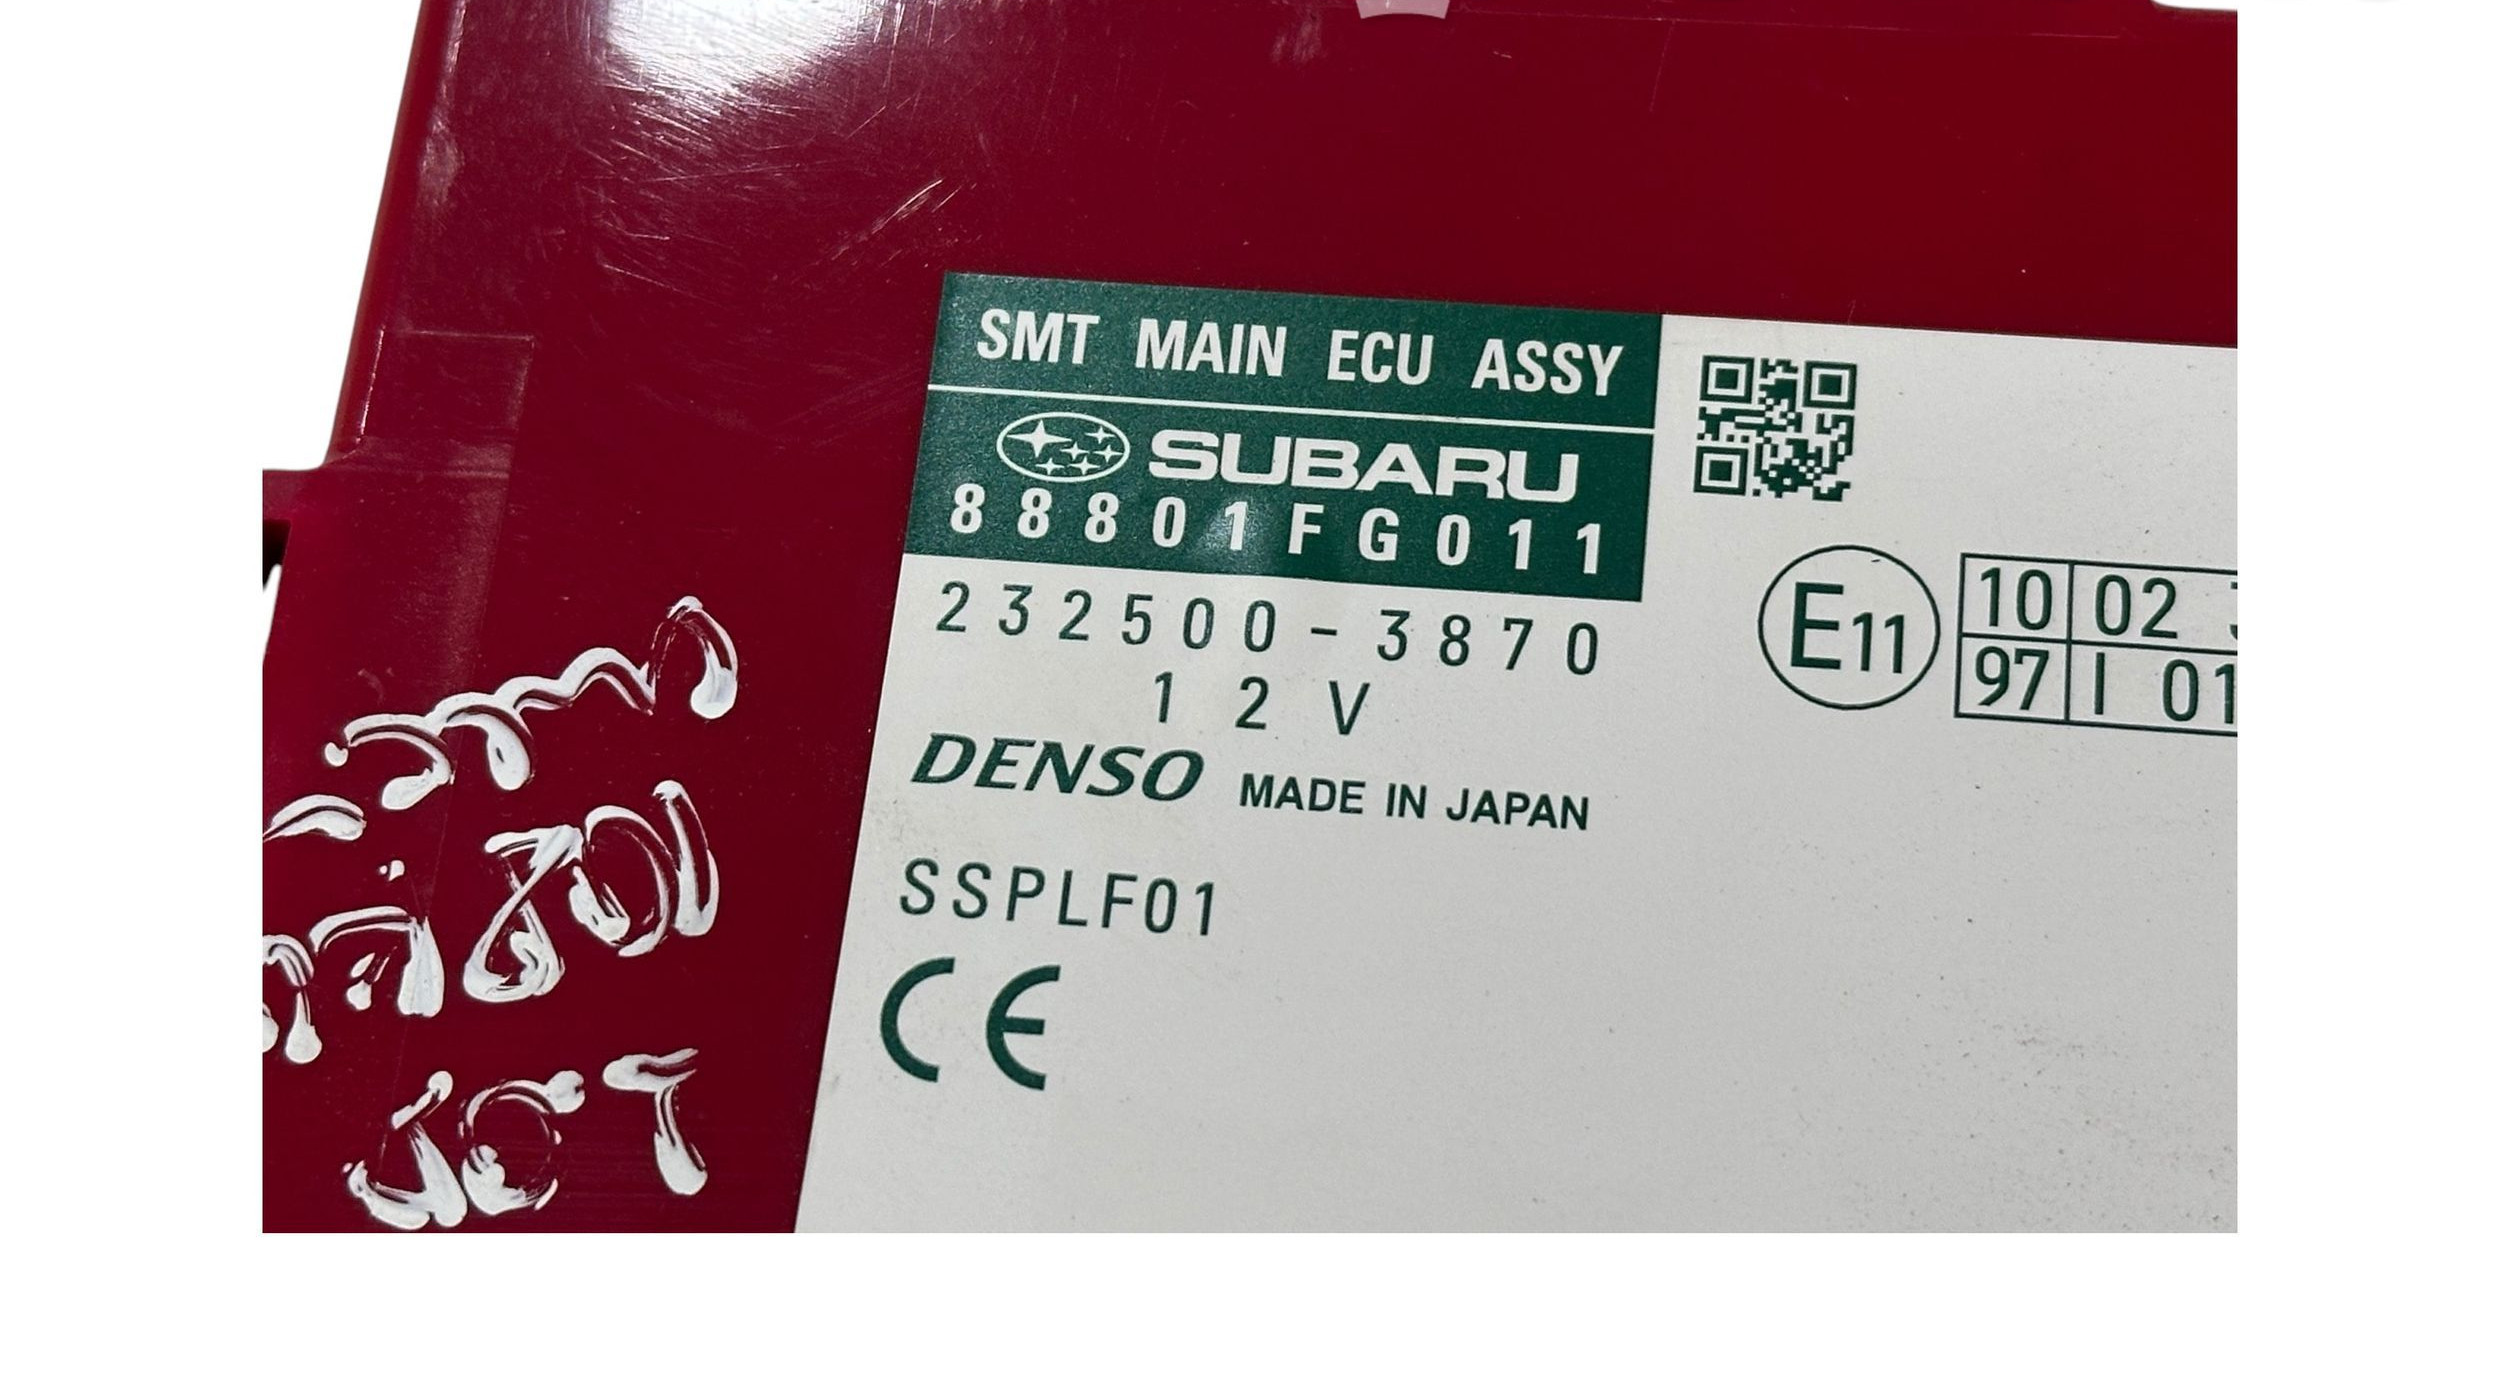 SMT MAIN ECU ASSY
SUBARU
88801FG011
232500-3870
12V
DENSO MADE IN JAPAN
SSPLF01
CE
E11
10 02
97 I 01